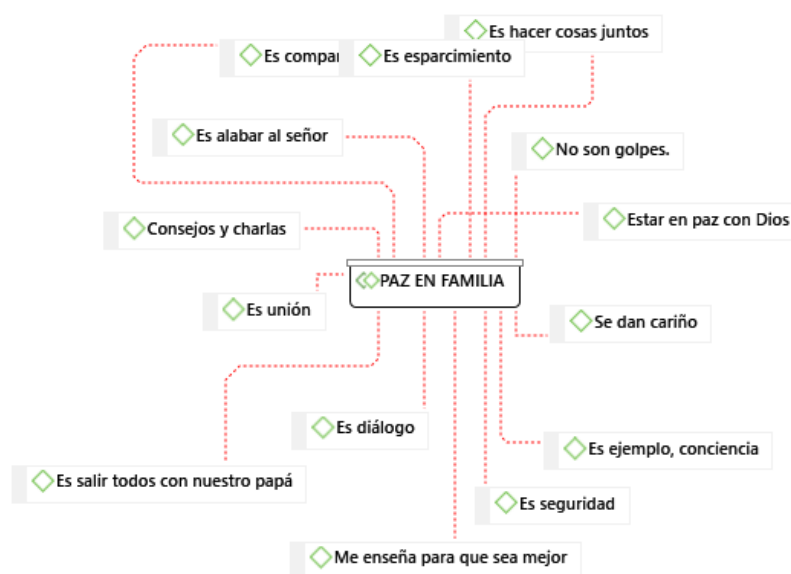 Es hacer cosas juntos
Es esparcimiento
Es alabar al señor
No son golpes.
Estar en paz con Dios
Consejos y charlas
PAZ EN FAMILIA
Es unión
Se dan cariño
Es diálogo
Es ejemplo, conciencia
Es salir todos con nuestro papá
Es seguridad
Me enseña para que sea mejor